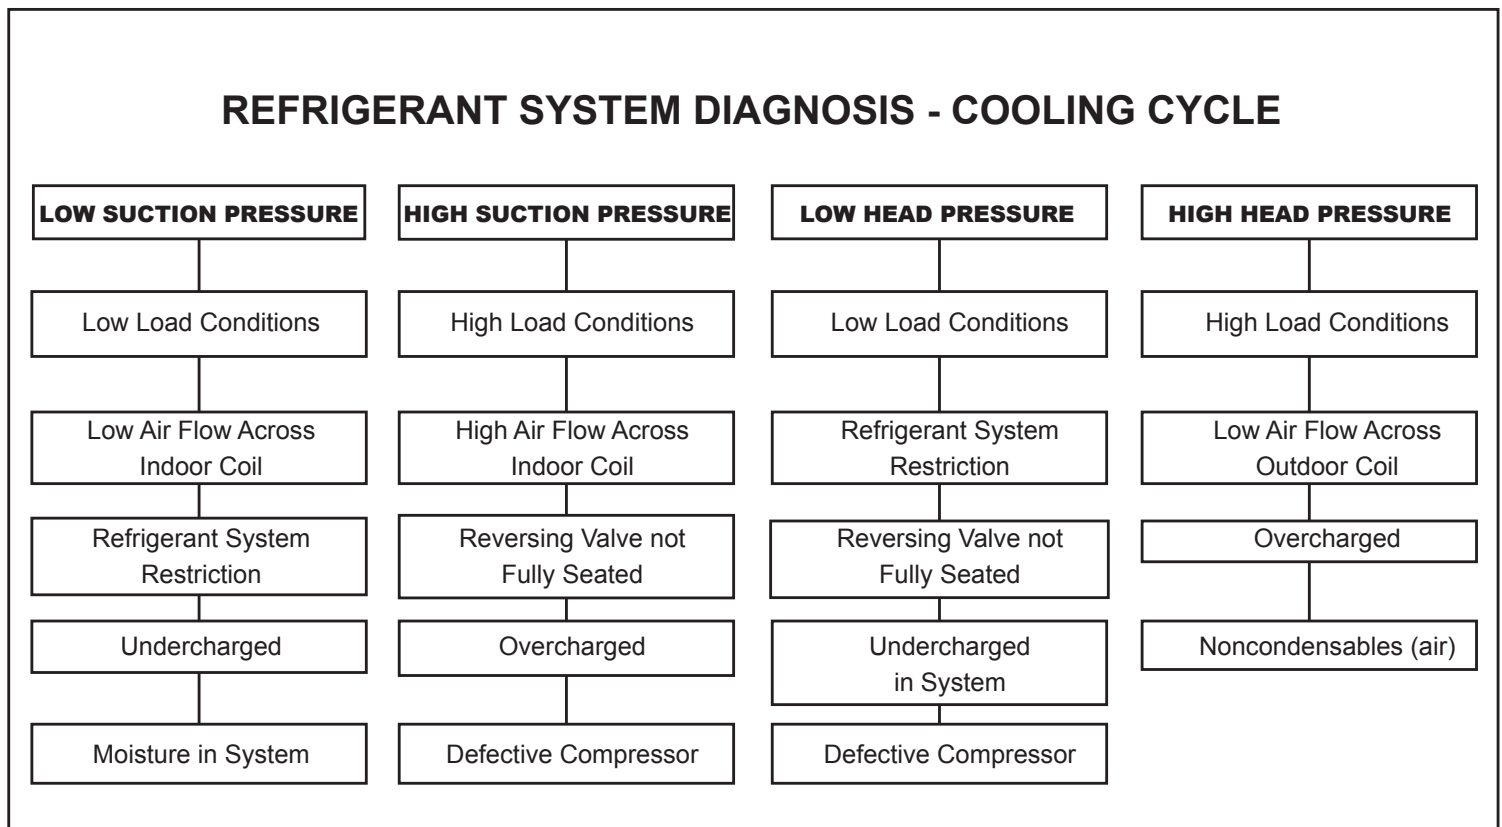 REFRIGERANT SYSTEM DIAGNOSIS - COOLING CYCLE
LOW SUCTION PRESSURE
Low Load Conditions
Low Air Flow Across
Indoor Coil
Refrigerant System
Restriction
Undercharged
Moisture in System
HIGH SUCTION PRESSURE
High Load Conditions
High Air Flow Across
Indoor Coil
Reversing Valve not
Fully Seated
Overcharged
Defective Compressor
LOW HEAD PRESSURE
Low Load Conditions
Refrigerant System
Restriction
Reversing Valve not
Fully Seated
Undercharged
in System
Defective Compressor
HIGH HEAD PRESSURE
High Load Conditions
Low Air Flow Across
Outdoor Coil
Overcharged
Noncondensables (air)